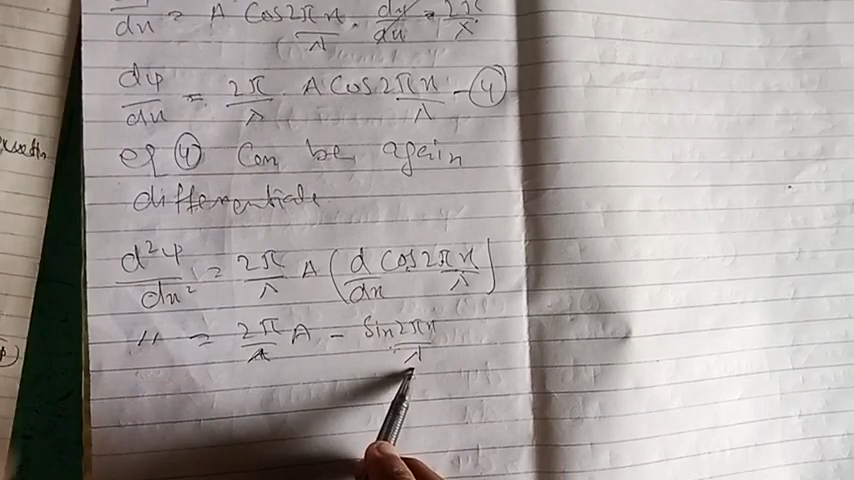 dx = A Cos 2πx/λ · dx/dx = 2π/λ
dψ/dx = 2π/λ · A Cos 2πx/λ - ④
eq ④ Can be again
differentiate
d²ψ/dx² = 2π/λ A (d/dx Cos 2πx/λ)
" = 2π/λ A - Sin 2πx/λ